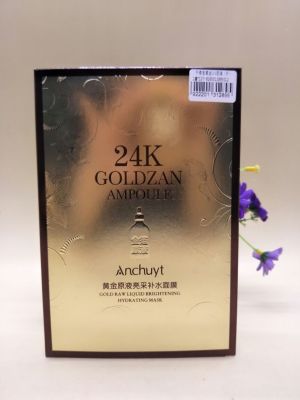 24K
GOLDZAN
AMPOULE
Anchuyt
黄金原液亮采补水面膜
GOLD RAW LIQUID BRIGHTENING
HYDRATING MASK